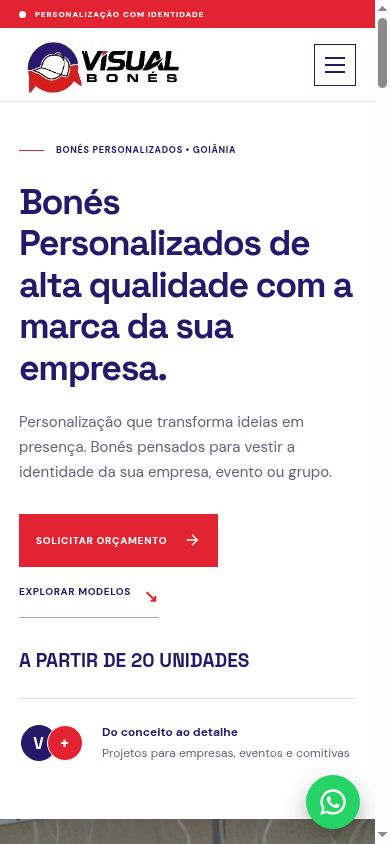 PERSONALIZAÇÃO COM IDENTIDADE
VISUAL
BONÉS
BONÉS PERSONALIZADOS • GOIÂNIA
Bonés
Personalizados de
alta qualidade com a
marca da sua
empresa.
Personalização que transforma ideias em
presença. Bonés pensados para vestir a
identidade da sua empresa, evento ou grupo.
SOLICITAR ORÇAMENTO →
EXPLORAR MODELOS ↘
A PARTIR DE 20 UNIDADES
V +
Do conceito ao detalhe
Projetos para empresas, eventos e comitivas